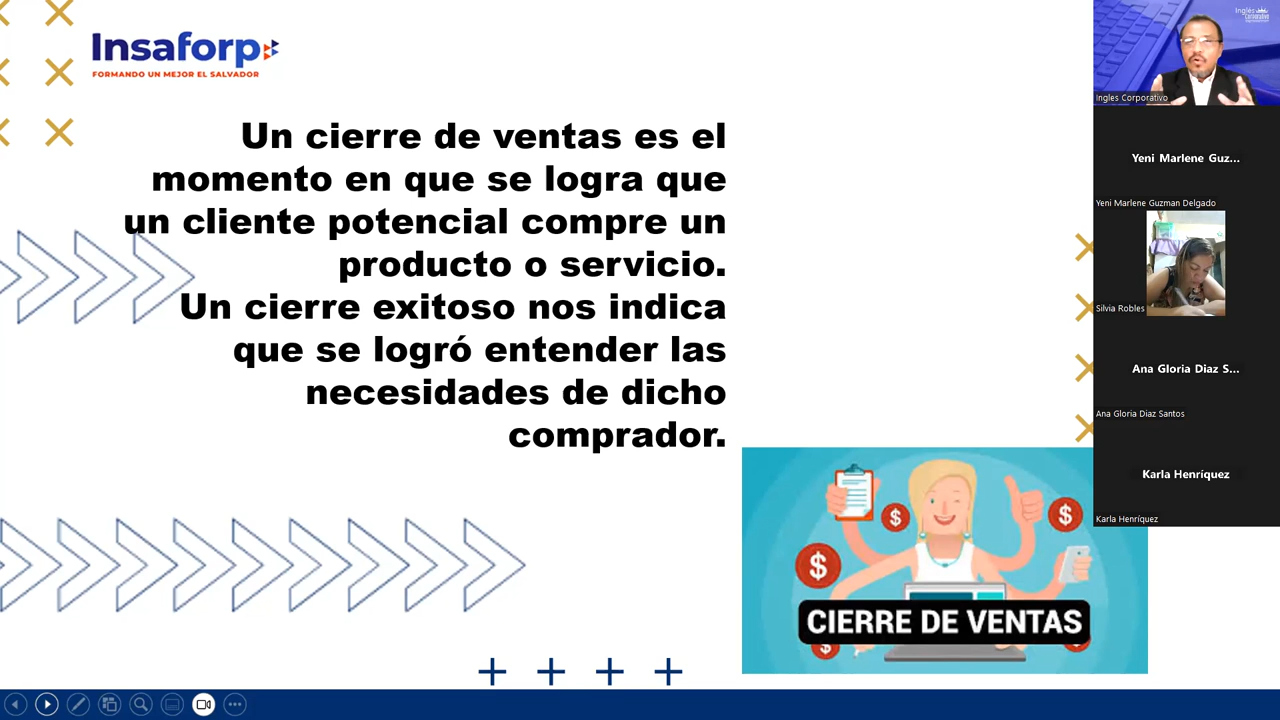 Insaforp
FORMANDO UN MEJOR EL SALVADOR
Un cierre de ventas es el
momento en que se logra que
un cliente potencial compre un
producto o servicio.
Un cierre exitoso nos indica
que se logró entender las
necesidades de dicho
comprador.
$
$
$
$
CIERRE DE VENTAS
Inglés
Corporativo
Ingles Corporativo
Yeni Marlene Guz...
Yeni Marlene Guzman Delgado
Silvia Robles
Ana Gloria Diaz S...
Ana Gloria Diaz Santos
Karla Henríquez
Karla Henríquez